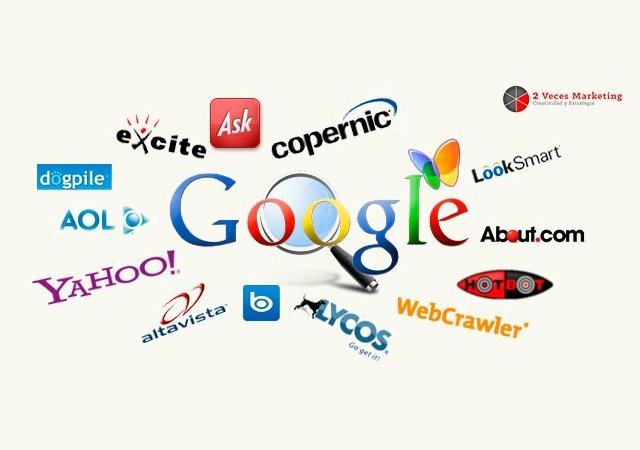 2 Veces Marketing
Creatividad y Estrategia
excite
Ask
copernic
dogpile
LookSmart
AOL
Google
About.com
YAHOO!
HOTBOT
altavista
b
LYCOS
Go get it!
WebCrawler